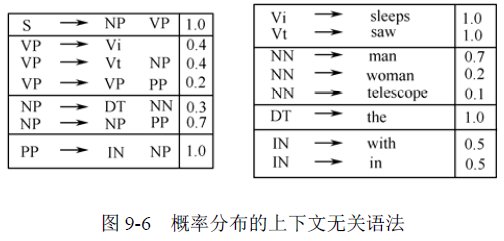 S → NP VP 1.0
VP → Vi 0.4
VP → Vt NP 0.4
VP → VP PP 0.2
NP → DT NN 0.3
NP → NP PP 0.7
PP → IN NP 1.0
Vi → sleeps 1.0
Vt → saw 1.0
NN → man 0.7
NN → woman 0.2
NN → telescope 0.1
DT → the 1.0
IN → with 0.5
IN → in 0.5
图 9-6 概率分布的上下文无关语法